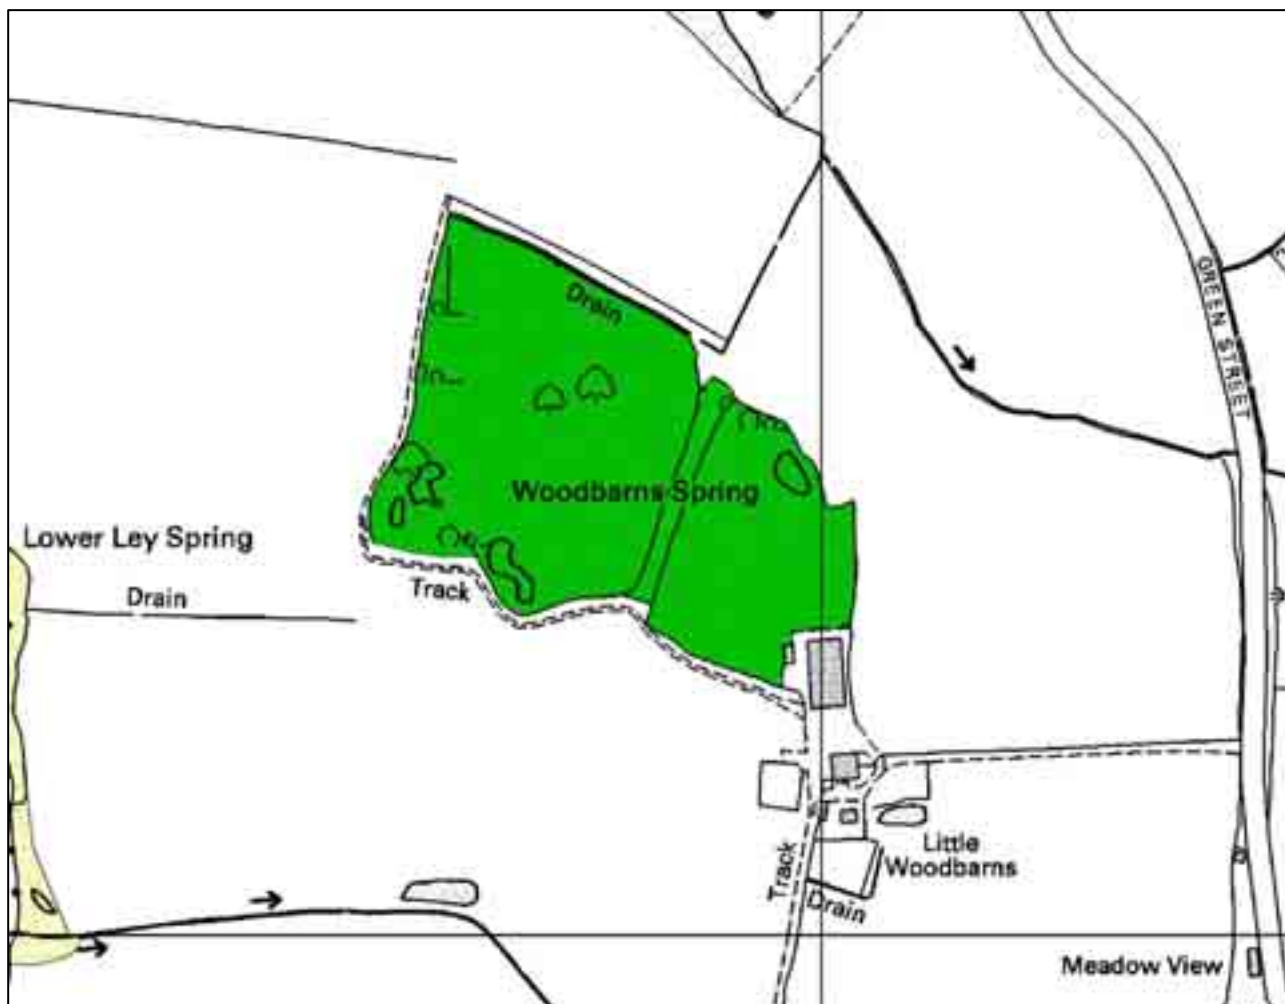 GREEN STREET
Drain
Woodbarns Spring
Lower Ley Spring
Drain
Track
Little
Woodbarns
Track
Drain
Meadow View